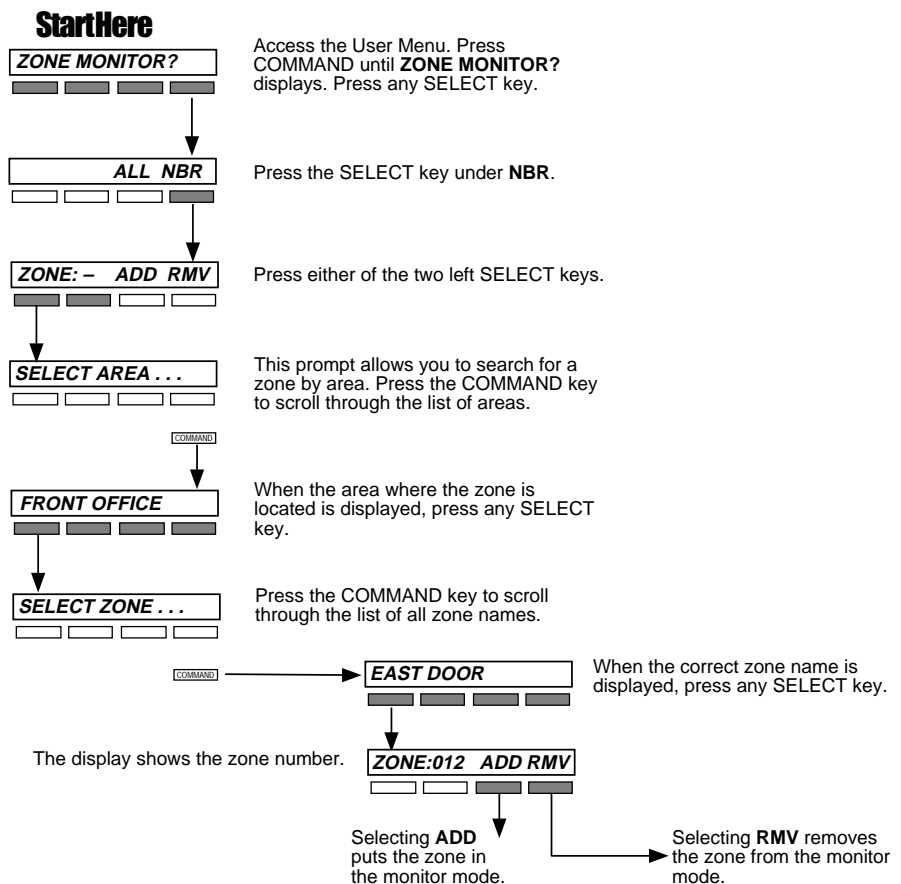 StartHere
ZONE MONITOR?
Access the User Menu. Press
COMMAND until ZONE MONITOR?
displays. Press any SELECT key.
ALL NBR
Press the SELECT key under NBR.
ZONE: – ADD RMV
Press either of the two left SELECT keys.
SELECT AREA . . .
This prompt allows you to search for a
zone by area. Press the COMMAND key
to scroll through the list of areas.
COMMAND
FRONT OFFICE
When the area where the zone is
located is displayed, press any SELECT
key.
SELECT ZONE . . .
Press the COMMAND key to scroll
through the list of all zone names.
COMMAND
EAST DOOR
When the correct zone name is
displayed, press any SELECT key.
The display shows the zone number.
ZONE:012 ADD RMV
Selecting ADD
puts the zone in
the monitor mode.
Selecting RMV removes
the zone from the monitor
mode.